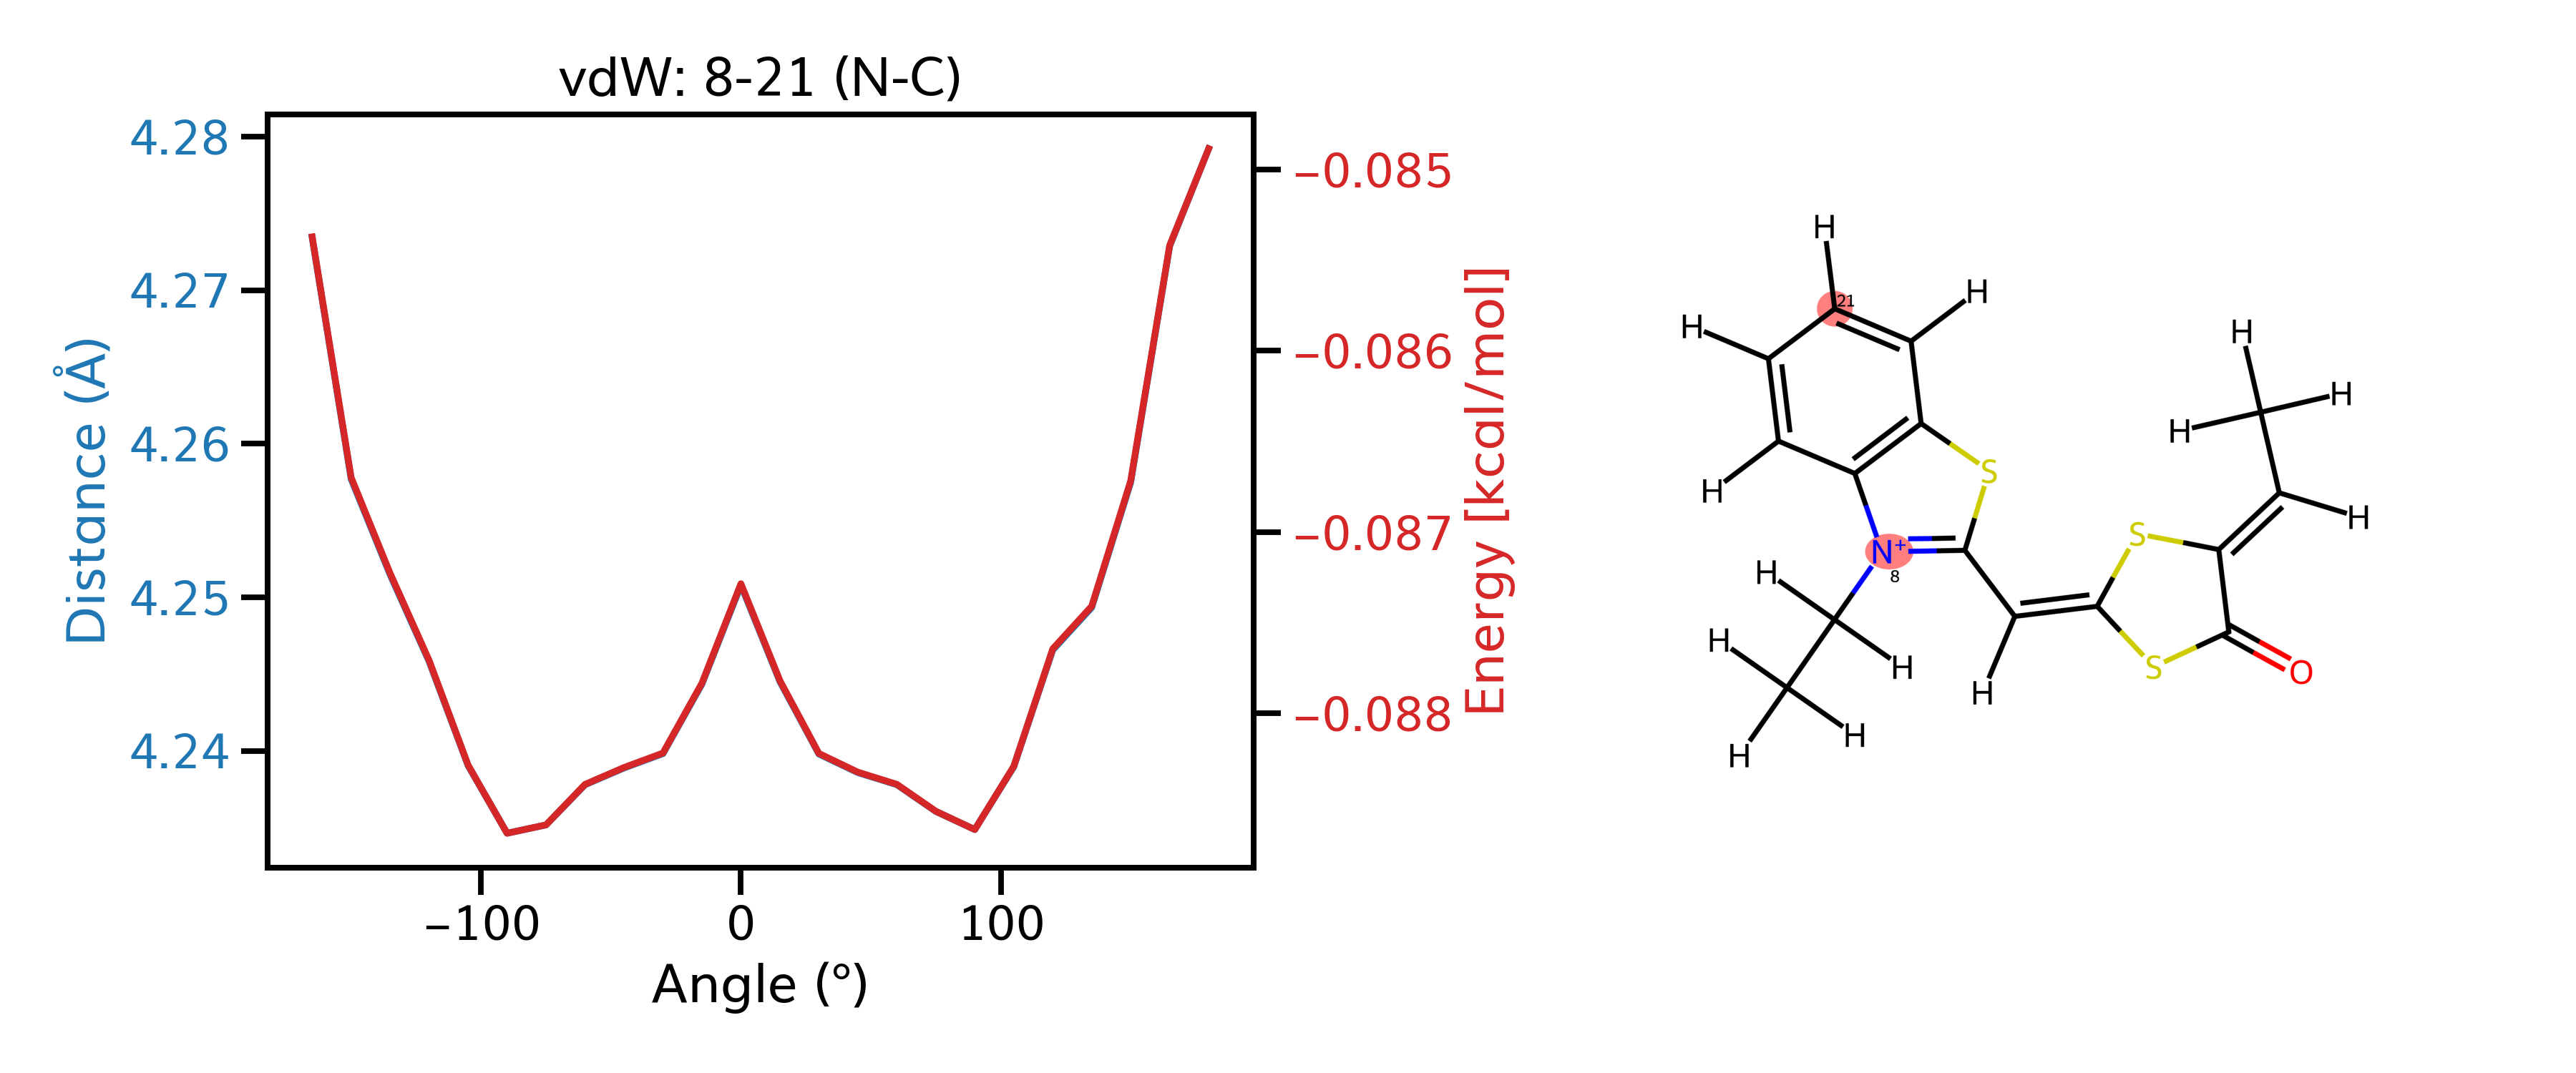 vdW: 8-21 (N-C)
4.28
4.27
4.26
4.25
4.24
Distance (Å)
−0.085
−0.086
−0.087
−0.088
Energy [kcal/mol]
−100
0
100
Angle (°)
H
H
21
H
H
H
H
H
S
H
H
S
N+
8
H
H
H
S
H
O
H
H